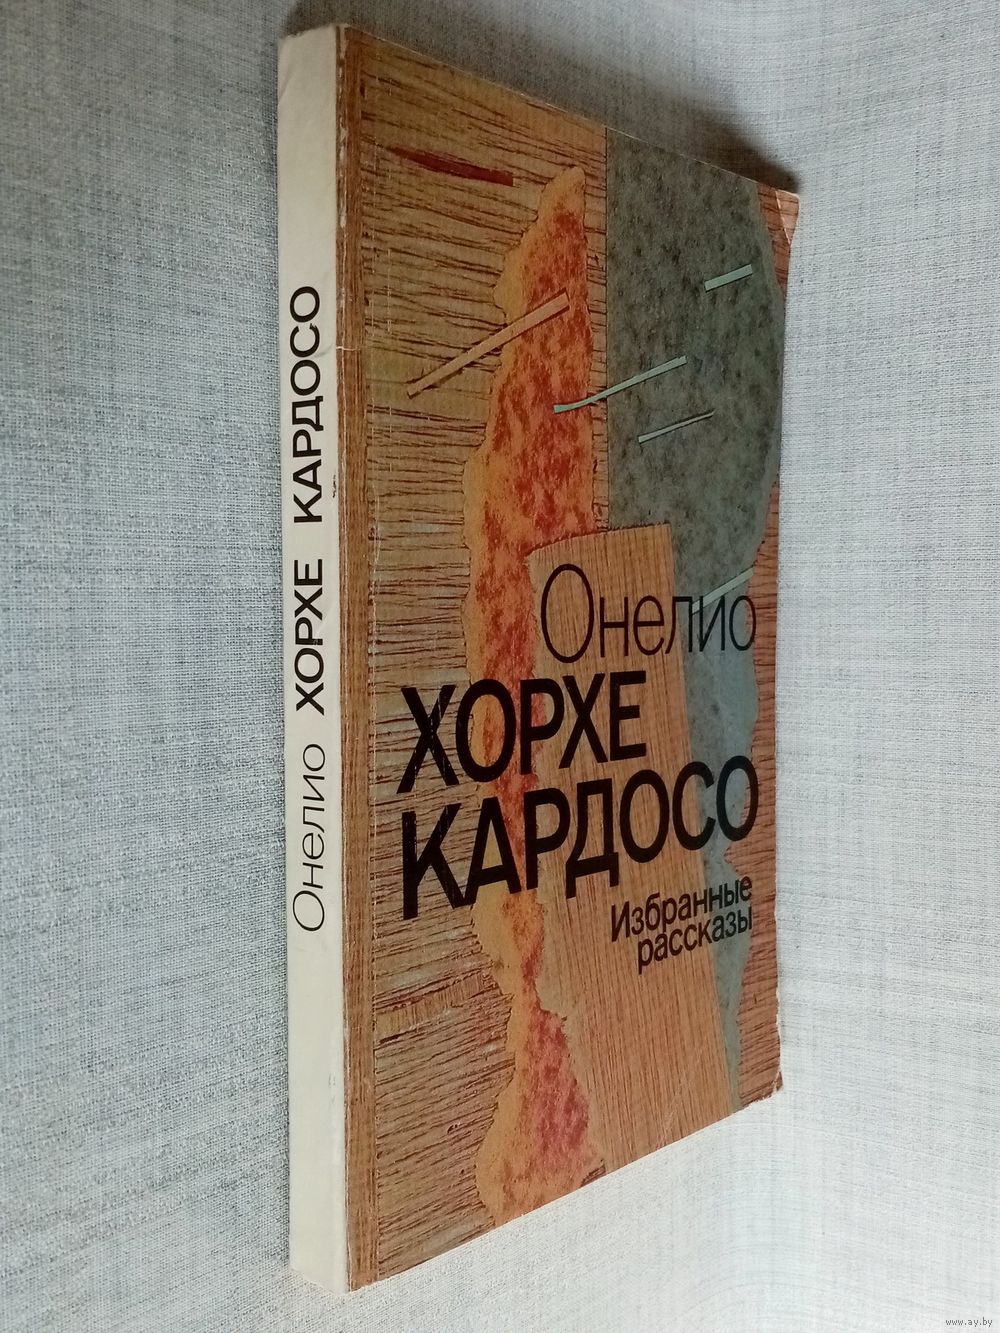 Онелио ХОРХЕ КАРДОСО
Онелио
ХОРХЕ
КАРДОСО
Избранные
рассказы
www.ay.by